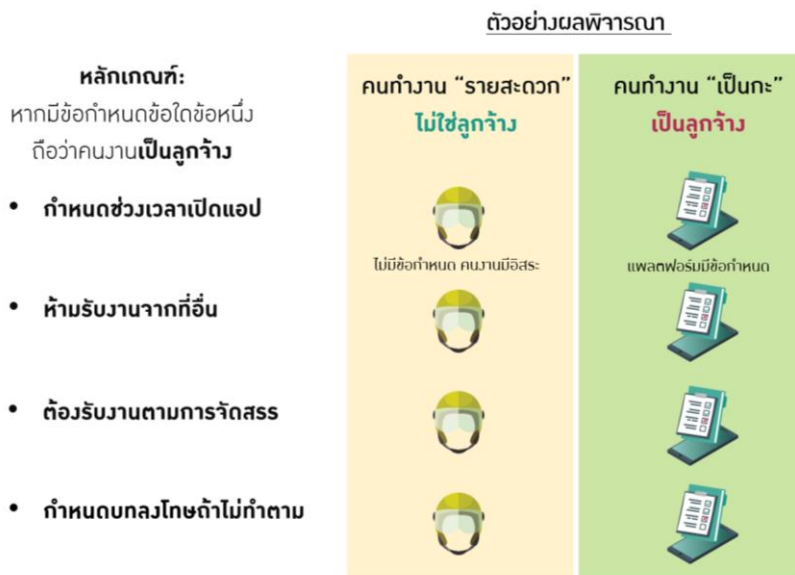 ตัวอย่างผลพิจารณา
หลักเกณฑ์:
หากมีข้อกำหนดข้อใดข้อหนึ่ง
ถือว่าคนงานเป็นลูกจ้าง
คนทำงาน “รายสะดวก”
ไม่ใช่ลูกจ้าง
คนทำงาน “เป็นกะ”
เป็นลูกจ้าง
• กำหนดช่วงเวลาเปิดแอป
ไม่มีข้อกำหนด คนงานมีอิสระ
แพลตฟอร์มมีข้อกำหนด
• ห้ามรับงานจากที่อื่น
• ต้องรับงานตามการจัดสรร
• กำหนดบทลงโทษถ้าไม่ทำตาม